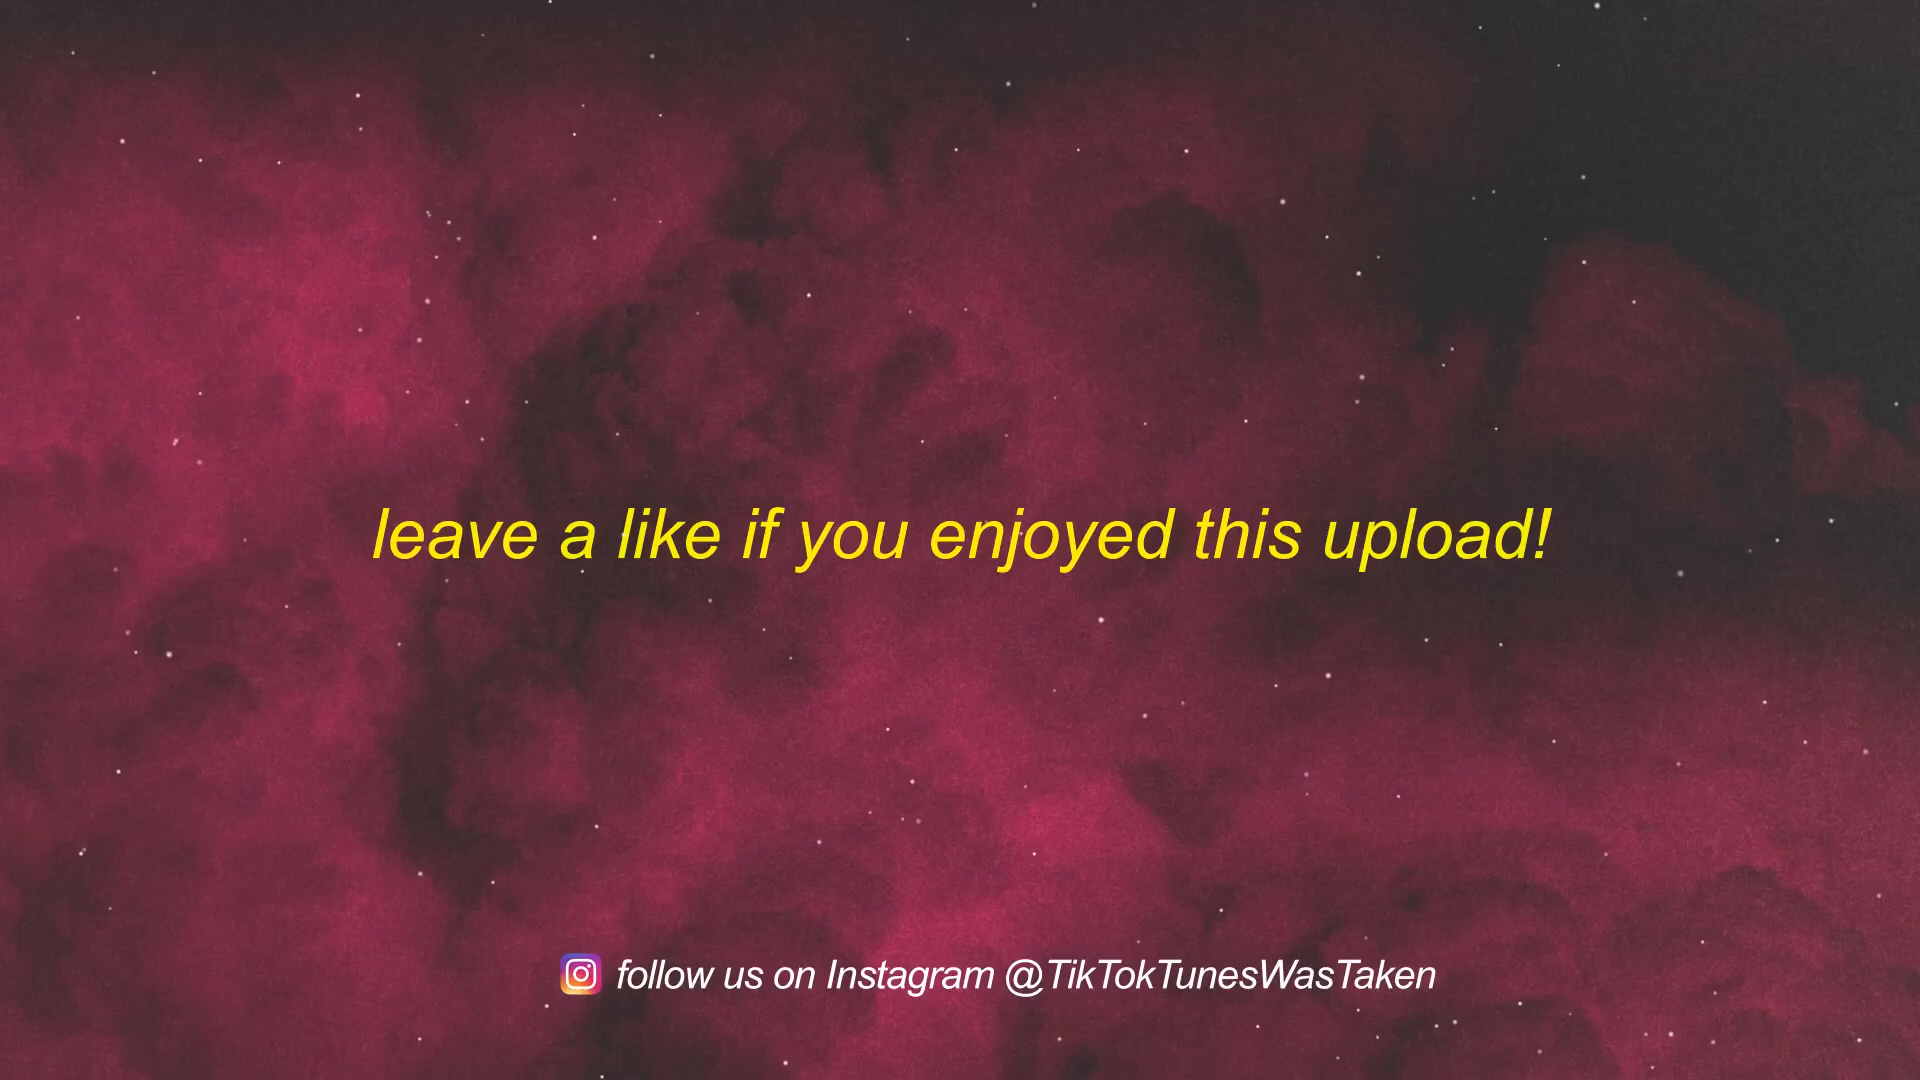 leave a like if you enjoyed this upload!
follow us on Instagram @TikTokTunesWasTaken